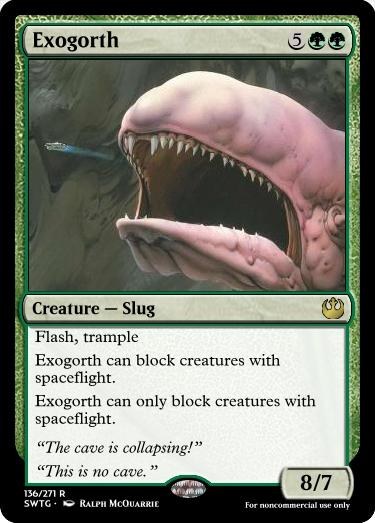 Exogorth 5
Creature — Slug
Flash, trample
Exogorth can block creatures with
spaceflight.
Exogorth can only block creatures with
spaceflight.
“The cave is collapsing!”
“This is no cave.”
8/7
136/271 R
SWTG · Ralph McQuarrie
For noncommercial use only